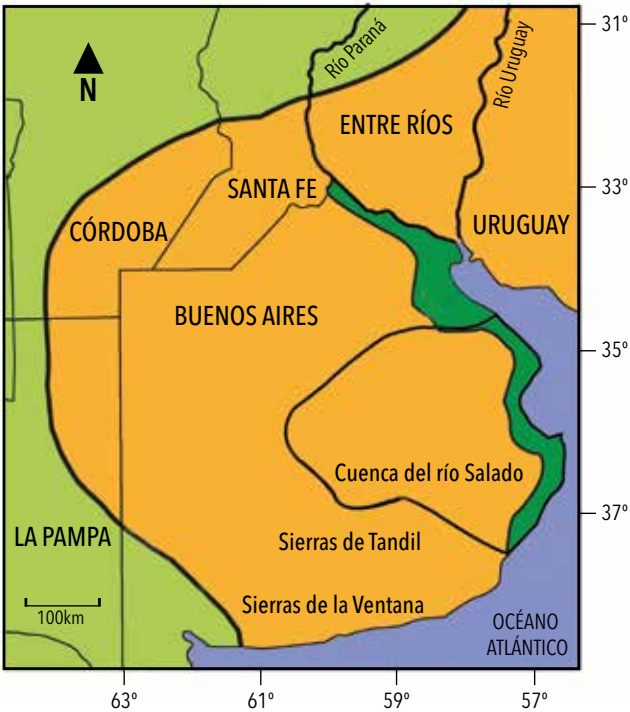 31º
Río Paraná
Río Uruguay
N
ENTRE RÍOS
33º
SANTA FE
CÓRDOBA
URUGUAY
BUENOS AIRES
35º
Cuenca del río Salado
37º
LA PAMPA
Sierras de Tandil
Sierras de la Ventana
100km
OCÉANO
ATLÁNTICO
63º
61º
59º
57º